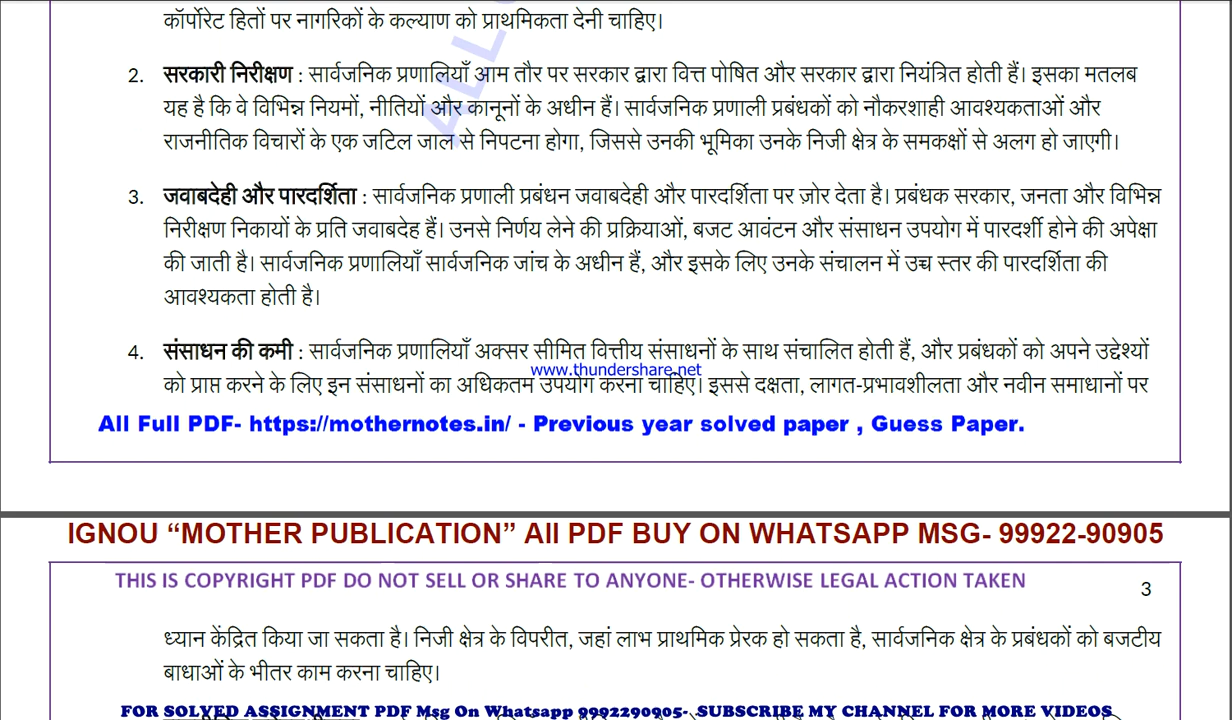 कॉर्पोरेट हितों पर नागरिकों के कल्याण को प्राथमिकता देनी चाहिए।
2. सरकारी निरीक्षण : सार्वजनिक प्रणालियाँ आम तौर पर सरकार द्वारा वित्त पोषित और सरकार द्वारा नियंत्रित होती हैं। इसका मतलब
यह है कि वे विभिन्न नियमों, नीतियों और कानूनों के अधीन हैं। सार्वजनिक प्रणाली प्रबंधकों को नौकरशाही आवश्यकताओं और
राजनीतिक विचारों के एक जटिल जाल से निपटना होगा, जिससे उनकी भूमिका उनके निजी क्षेत्र के समकक्षों से अलग हो जाएगी।
3. जवाबदेही और पारदर्शिता : सार्वजनिक प्रणाली प्रबंधन जवाबदेही और पारदर्शिता पर ज़ोर देता है। प्रबंधक सरकार, जनता और विभिन्न
निरीक्षण निकायों के प्रति जवाबदेह हैं। उनसे निर्णय लेने की प्रक्रियाओं, बजट आवंटन और संसाधन उपयोग में पारदर्शी होने की अपेक्षा
की जाती है। सार्वजनिक प्रणालियाँ सार्वजनिक जांच के अधीन हैं, और इसके लिए उनके संचालन में उच्च स्तर की पारदर्शिता की
आवश्यकता होती है।
4. संसाधन की कमी : सार्वजनिक प्रणालियाँ अक्सर सीमित वित्तीय संसाधनों के साथ संचालित होती हैं, और प्रबंधकों को अपने उद्देश्यों
www.thundershare.net
को प्राप्त करने के लिए इन संसाधनों का अधिकतम उपयोग करना चाहिए। इससे दक्षता, लागत-प्रभावशीलता और नवीन समाधानों पर
All Full PDF- https://mothernotes.in/ - Previous year solved paper , Guess Paper.
IGNOU “MOTHER PUBLICATION” All PDF BUY ON WHATSAPP MSG- 99922-90905
THIS IS COPYRIGHT PDF DO NOT SELL OR SHARE TO ANYONE- OTHERWISE LEGAL ACTION TAKEN
3
ध्यान केंद्रित किया जा सकता है। निजी क्षेत्र के विपरीत, जहां लाभ प्राथमिक प्रेरक हो सकता है, सार्वजनिक क्षेत्र के प्रबंधकों को बजटीय
बाधाओं के भीतर काम करना चाहिए।
FOR SOLVED ASSIGNMENT PDF Msg On Whatsapp 9992290905- SUBSCRIBE MY CHANNEL FOR MORE VIDEOS